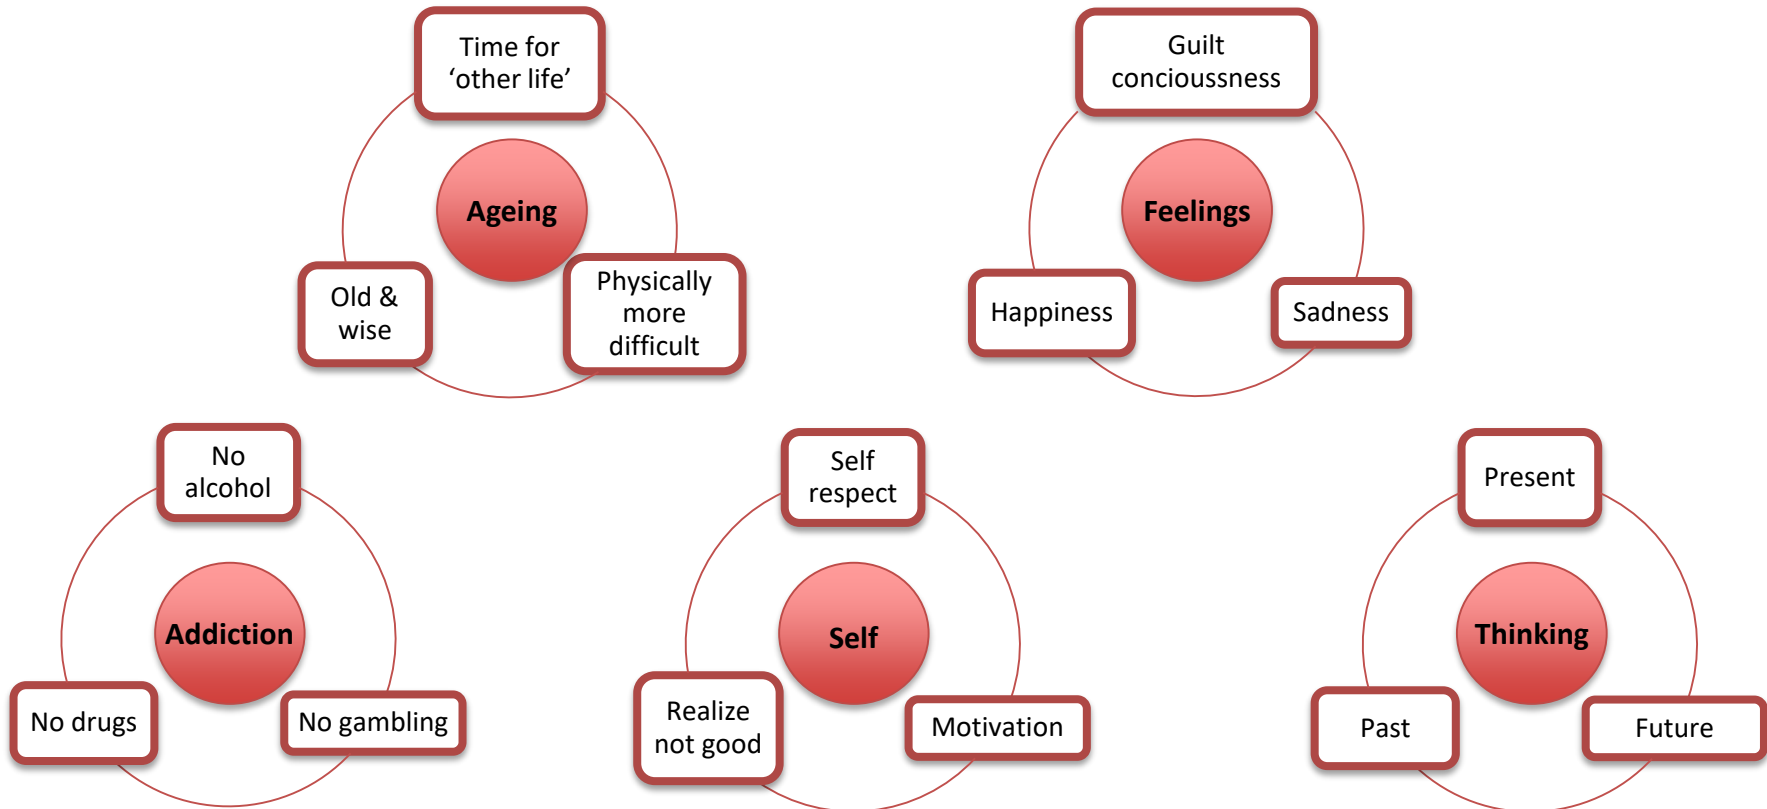 Time for
‘other life’
Ageing
Old &
wise
Physically
more
difficult
Guilt
concioussness
Feelings
Happiness
Sadness
No
alcohol
Addiction
No drugs
No gambling
Self
respect
Self
Realize
not good
Motivation
Present
Thinking
Past
Future